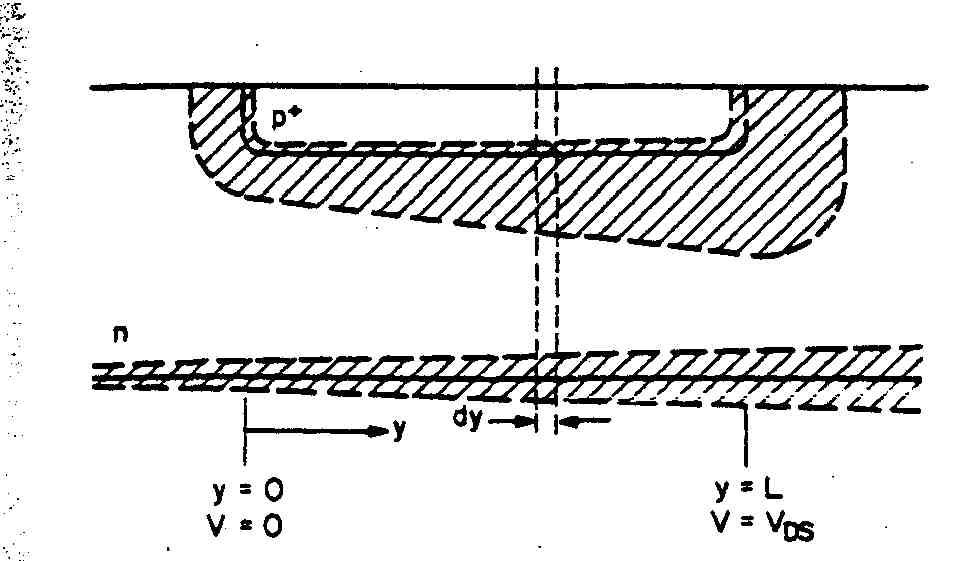 p+
n
dy
y
y = 0
V = 0
y = L
V = VDS